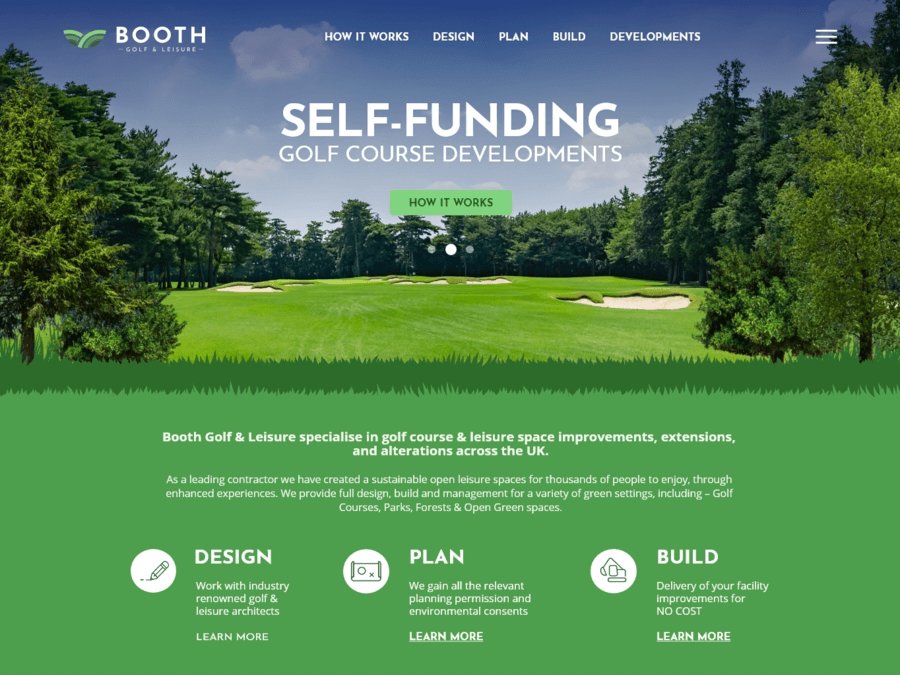 BOOTH
GOLF & LEISURE
HOW IT WORKS
DESIGN
PLAN
BUILD
DEVELOPMENTS
SELF-FUNDING
GOLF COURSE DEVELOPMENTS
HOW IT WORKS
Booth Golf & Leisure specialise in golf course & leisure space improvements, extensions,
and alterations across the UK.
As a leading contractor we have created a sustainable open leisure spaces for thousands of people to enjoy, through
enhanced experiences. We provide full design, build and management for a variety of green settings, including – Golf
Courses, Parks, Forests & Open Green spaces.
DESIGN
Work with industry
renowned golf &
leisure architects
LEARN MORE
PLAN
We gain all the relevant
planning permission and
environmental consents
LEARN MORE
BUILD
Delivery of your facility
improvements for
NO COST
LEARN MORE